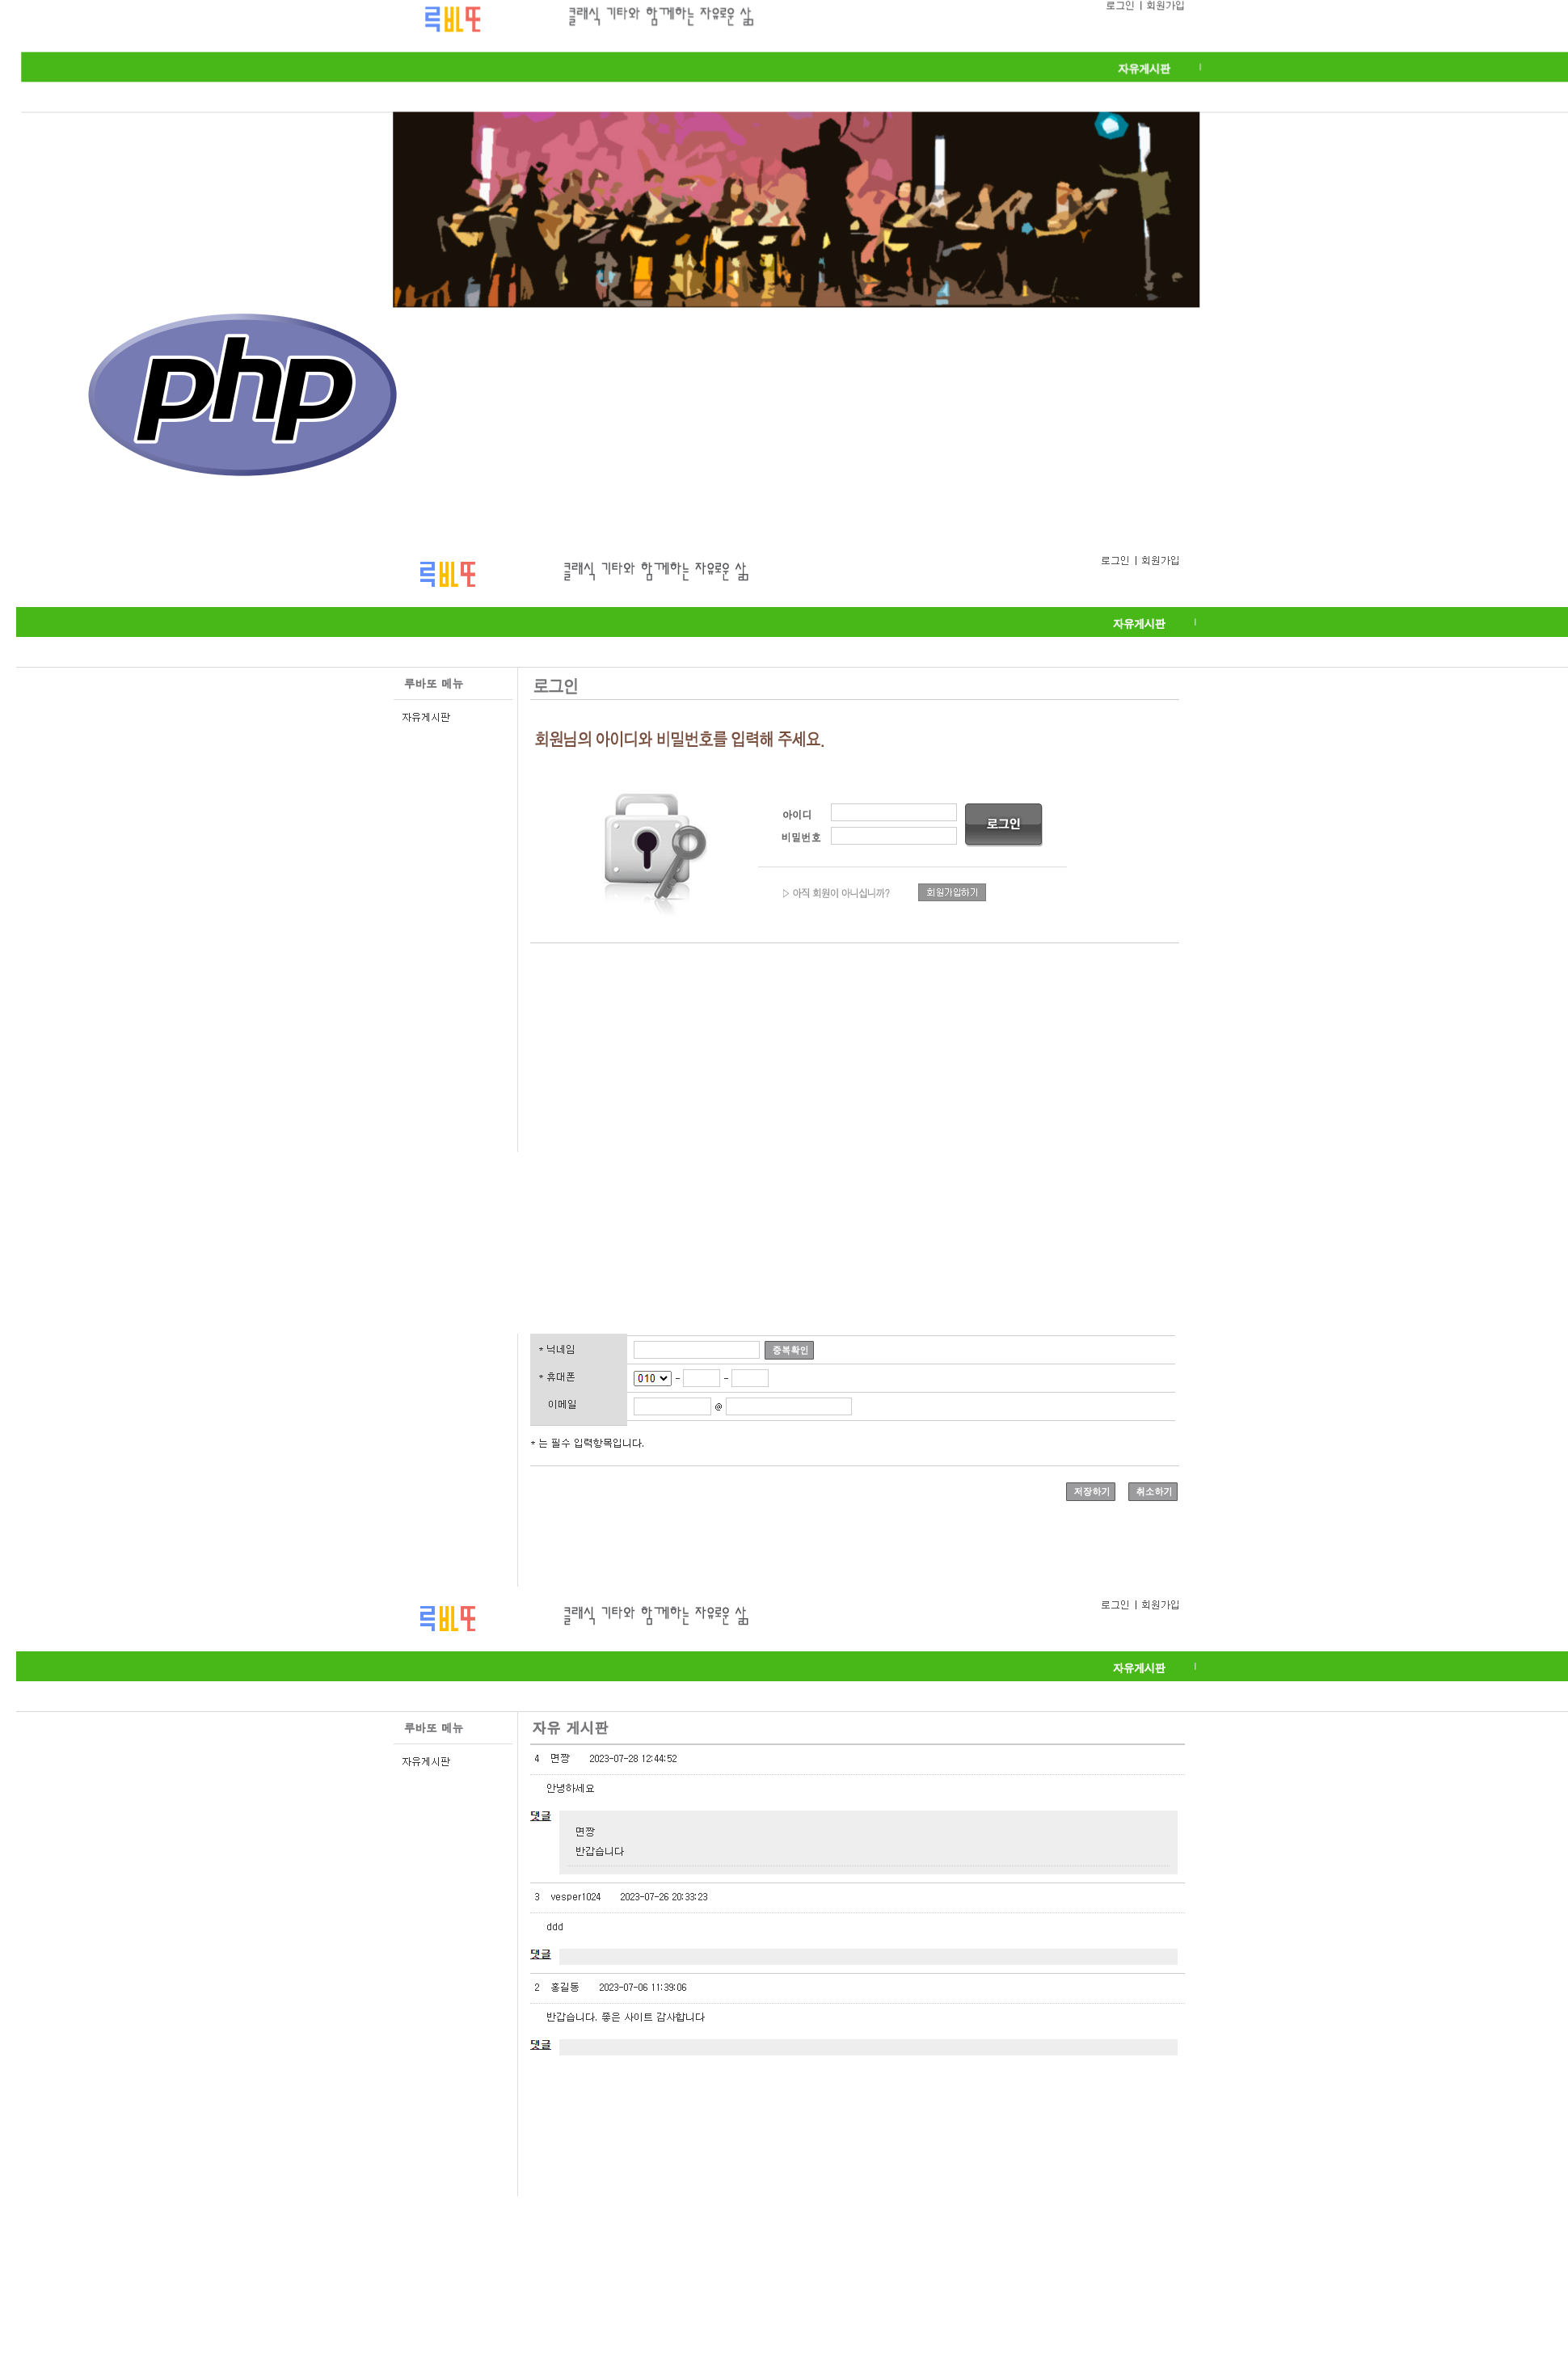 루바또 클래식 기타와 함께하는 자유로운 삶 로그인 | 회원가입
자유게시판
php
루바또 클래식 기타와 함께하는 자유로운 삶 로그인 | 회원가입
자유게시판
루바또 메뉴
자유게시판
로그인
회원님의 아이디와 비밀번호를 입력해 주세요.
아이디
비밀번호
로그인
▷ 아직 회원이 아니십니까? 회원가입하기
* 닉네임 중복확인
* 휴대폰 010 - -
이메일 @
* 는 필수 입력항목입니다.
저장하기 취소하기
루바또 클래식 기타와 함께하는 자유로운 삶 로그인 | 회원가입
자유게시판
루바또 메뉴
자유게시판
자유 게시판
4 면짱 2023-07-28 12:44:52
안녕하세요
댓글
면짱
반갑습니다
3 vesper1024 2023-07-26 20:33:23
ddd
댓글
2 홍길동 2023-07-06 11:39:06
반갑습니다. 좋은 사이트 감사합니다
댓글